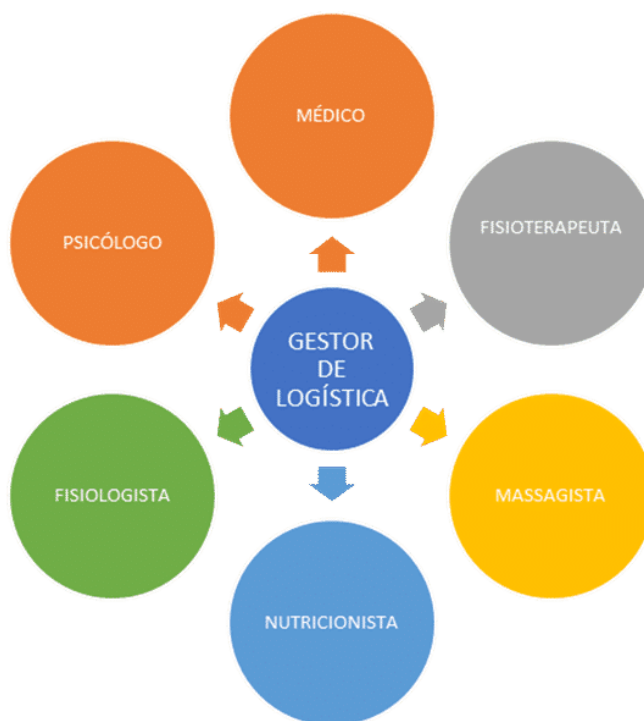 MÉDICO
PSICÓLOGO
FISIOTERAPEUTA
GESTOR
DE
LOGÍSTICA
FISIOLOGISTA
MASSAGISTA
NUTRICIONISTA